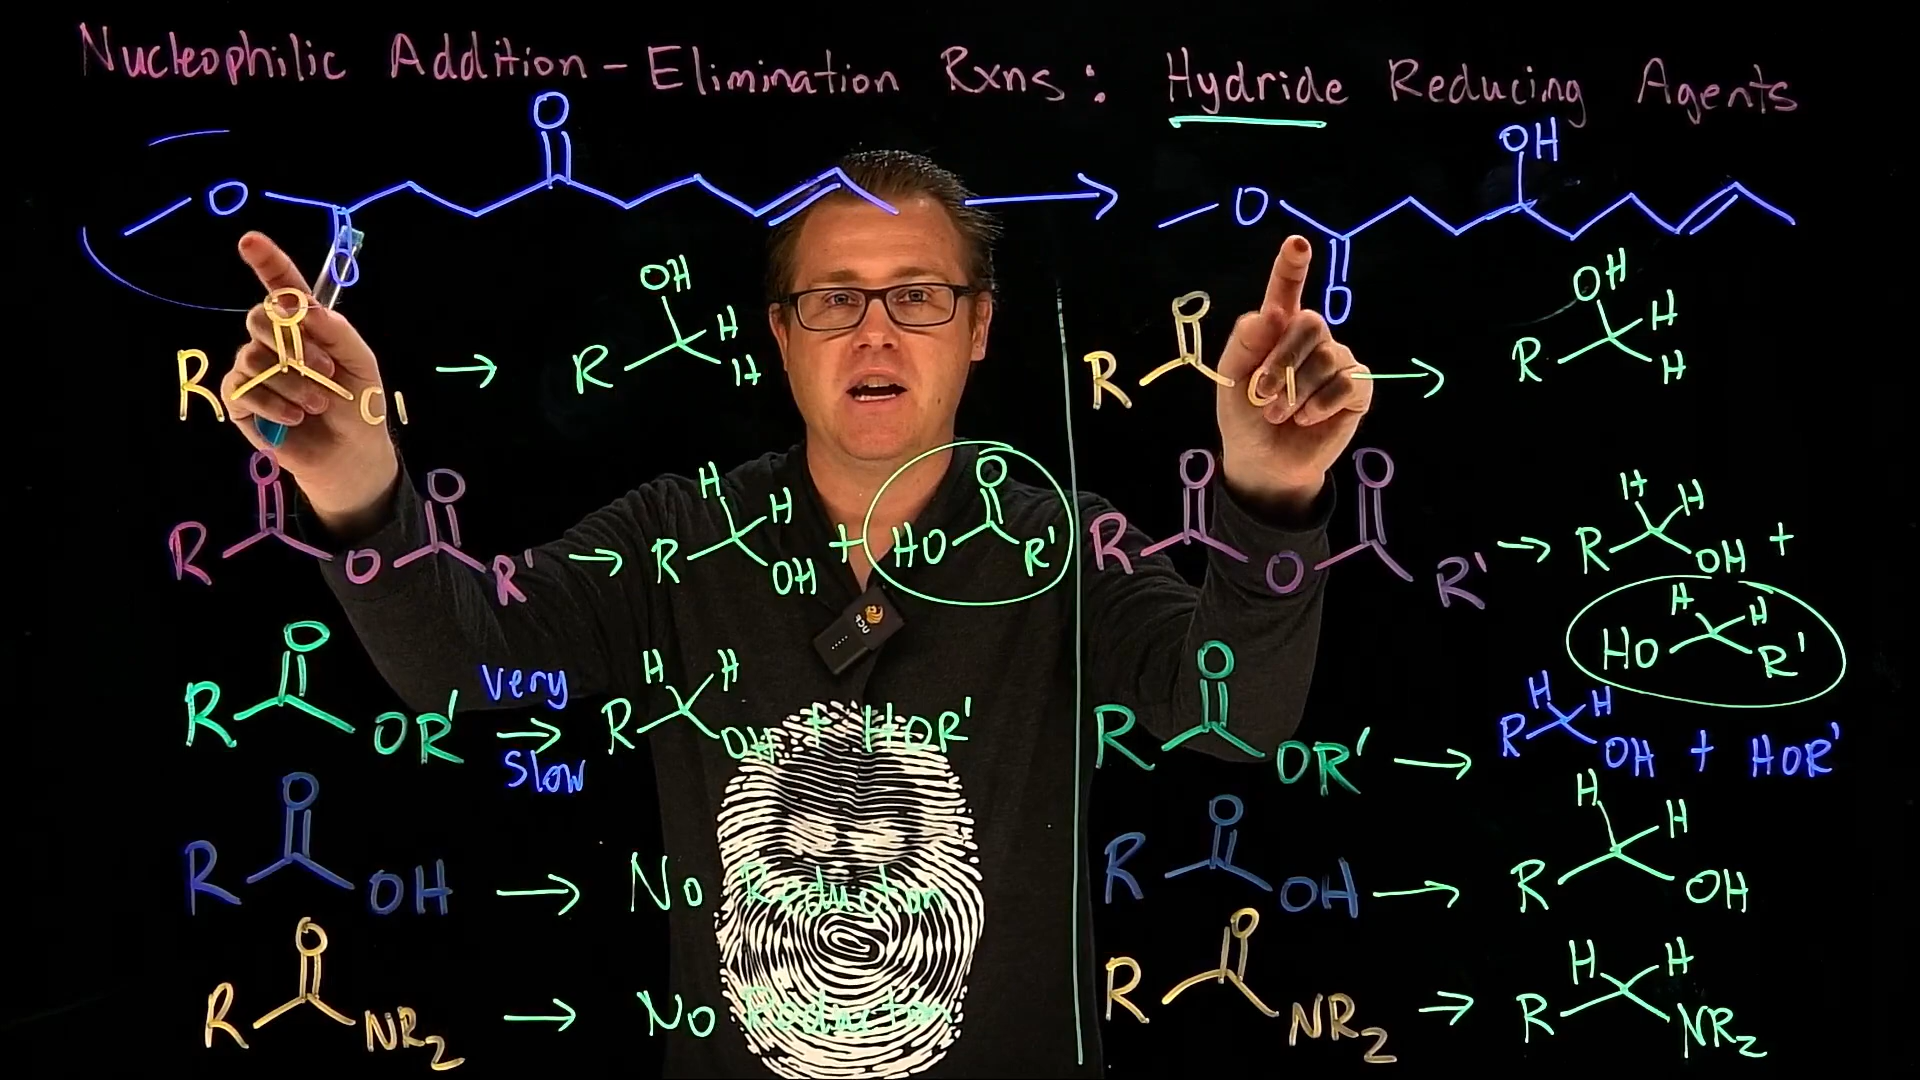 Nucleophilic Addition - Elimination Rxns: Hydride Reducing Agents
O OH
O O
O O
OH OH
O H O H
R Cl → R H R Cl → R H
O O H O O O H H
R O R' → R H OH + HO R' R O R' → R OH +
H H
HO R'
O Very H H O H H
R OR' → R OH + HOR' R OR' → R OH + HOR'
Slow
O O H H
R OH → No Reduction R OH → R OH
O O H H
R NR2 → No Reduction R NR2 → R NR2
UCF